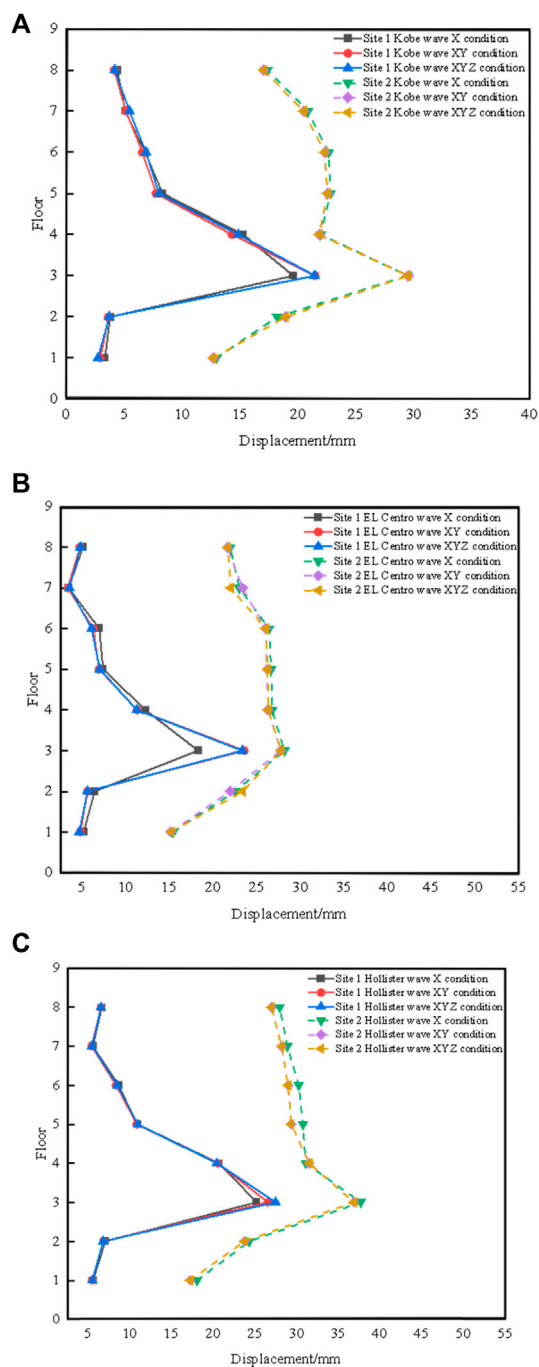 A
Site 1 Kobe wave X condition
Site 1 Kobe wave XY condition
Site 1 Kobe wave XYZ condition
Site 2 Kobe wave X condition
Site 2 Kobe wave XY condition
Site 2 Kobe wave XYZ condition
9
8
7
6
5
4
3
2
1
0
Floor
0 5 10 15 20 25 30 35 40
Displacement/mm
B
Site 1 EL Centro wave X condition
Site 1 EL Centro wave XY condition
Site 1 EL Centro wave XYZ condition
Site 2 EL Centro wave X condition
Site 2 EL Centro wave XY condition
Site 2 EL Centro wave XYZ condition
9
8
7
6
5
4
3
2
1
0
Floor
5 10 15 20 25 30 35 40 45 50 55
Displacement/mm
C
Site 1 Hollister wave X condition
Site 1 Hollister wave XY condition
Site 1 Hollister wave XYZ condition
Site 2 Hollister wave X condition
Site 2 Hollister wave XY condition
Site 2 Hollister wave XYZ condition
9
8
7
6
5
4
3
2
1
0
Floor
5 10 15 20 25 30 35 40 45 50 55
Displacement/mm